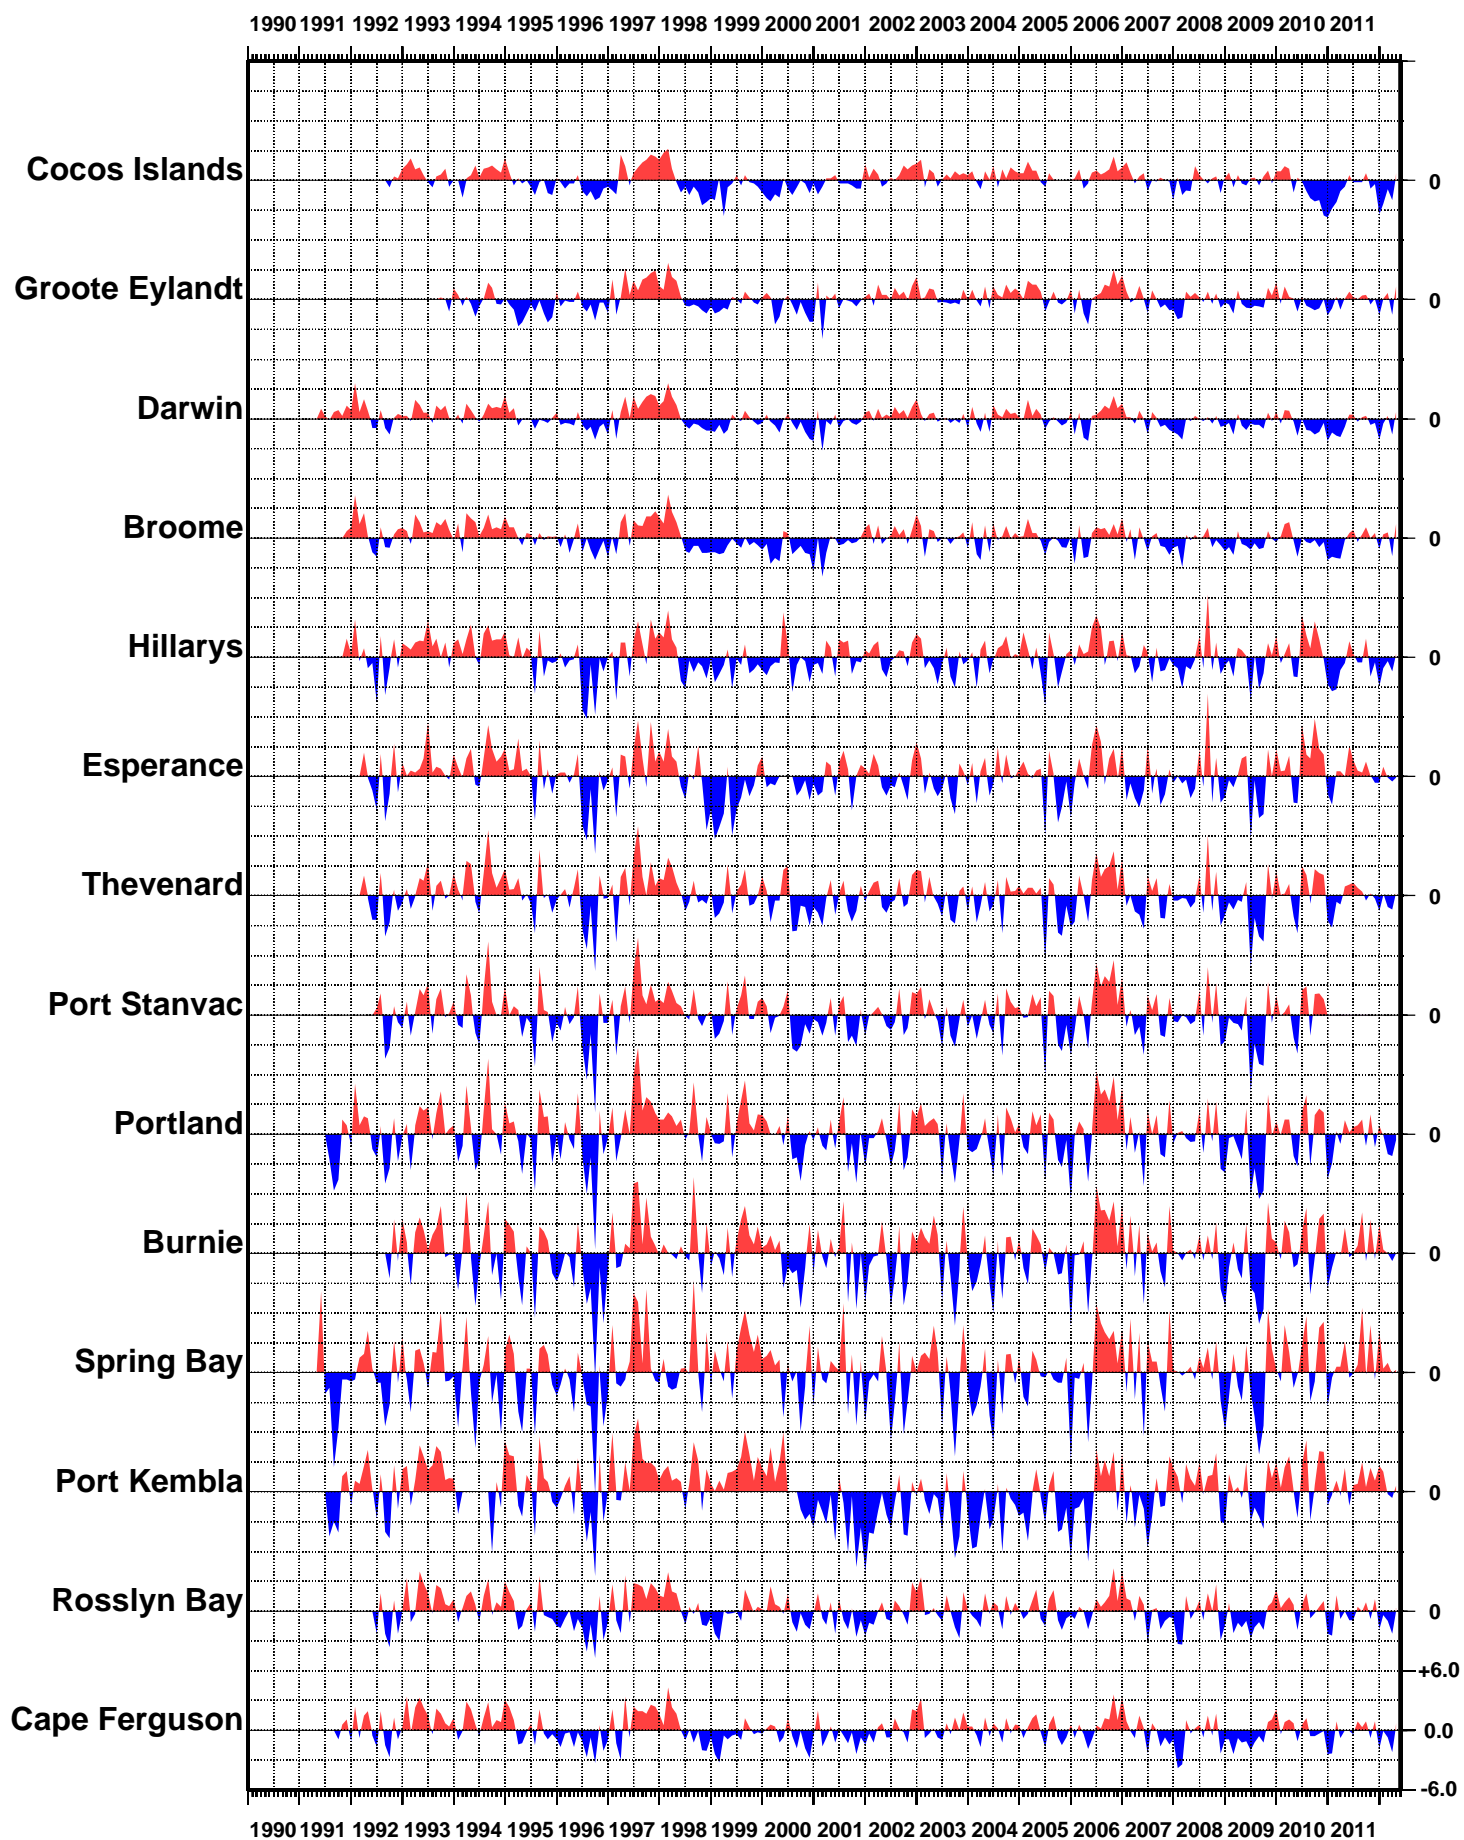 1990 1991 1992 1993 1994 1995 1996 1997 1998 1999 2000 2001 2002 2003 2004 2005 2006 2007 2008 2009 2010 2011
Cocos Islands 0
Groote Eylandt 0
Darwin 0
Broome 0
Hillarys 0
Esperance 0
Thevenard 0
Port Stanvac 0
Portland 0
Burnie 0
Spring Bay 0
Port Kembla 0
Rosslyn Bay 0
+6.0
Cape Ferguson 0.0
-6.0
1990 1991 1992 1993 1994 1995 1996 1997 1998 1999 2000 2001 2002 2003 2004 2005 2006 2007 2008 2009 2010 2011